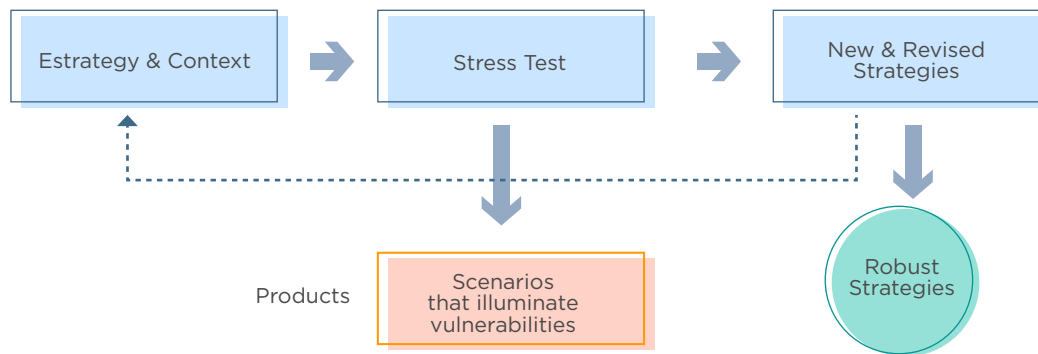 Estrategy & Context
Stress Test
New & Revised
Strategies
Products
Scenarios
that illuminate
vulnerabilities
Robust
Strategies